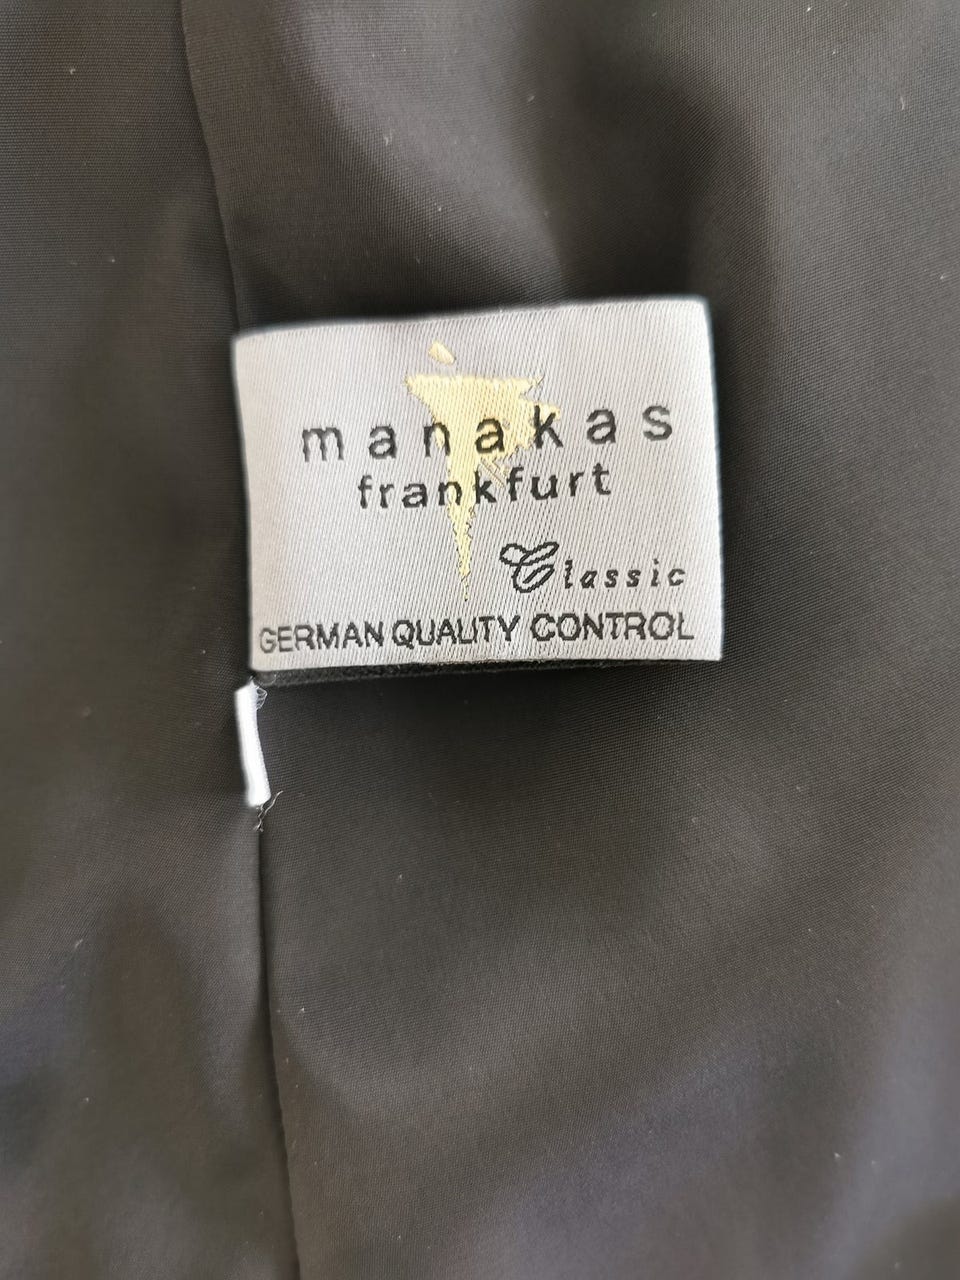 manakas
frankfurt
Classic
GERMAN QUALITY CONTROL